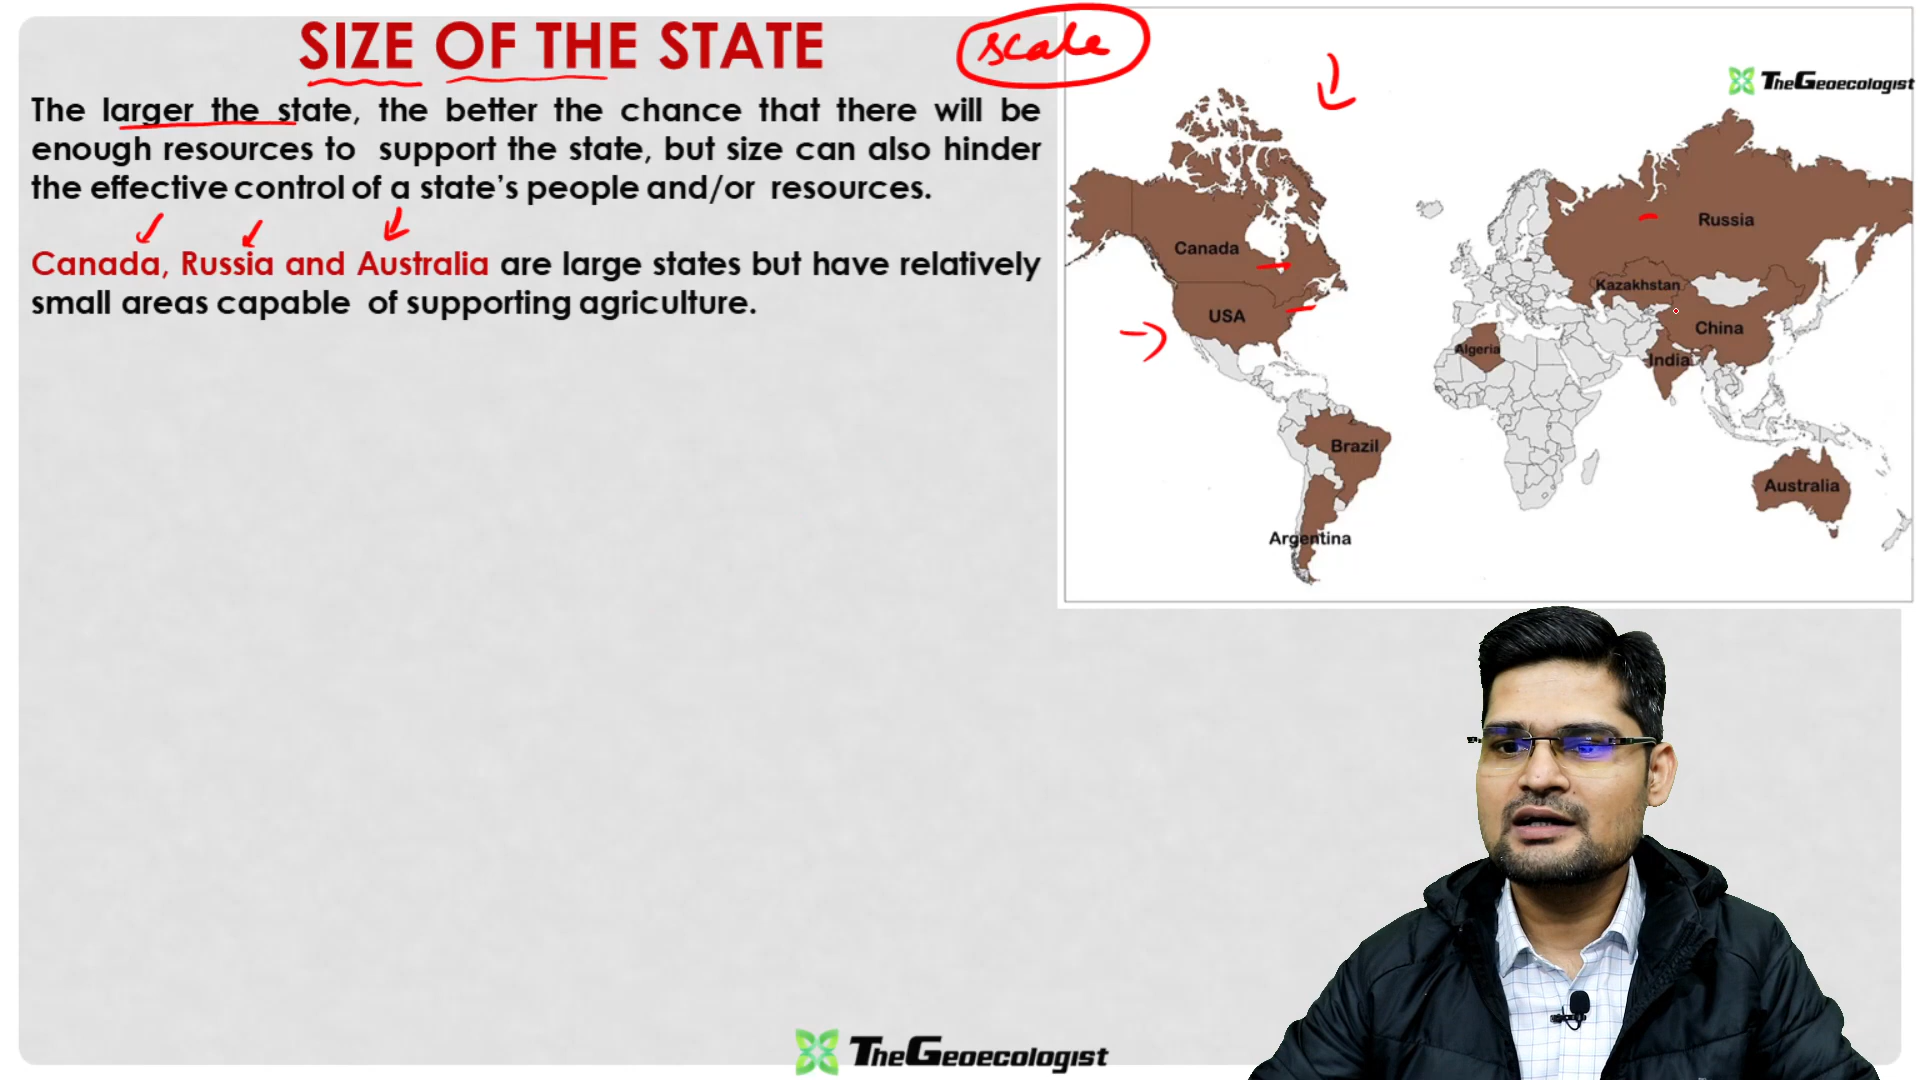 SIZE OF THE STATE
scale
The larger the state, the better the chance that there will be
enough resources to support the state, but size can also hinder
the effective control of a state's people and/or resources.
Canada, Russia and Australia are large states but have relatively
small areas capable of supporting agriculture.
TheGeoecologist
Canada
Russia
Kazakhstan
USA
China
Algeria
India
Brazil
Australia
Argentina
TheGeoecologist